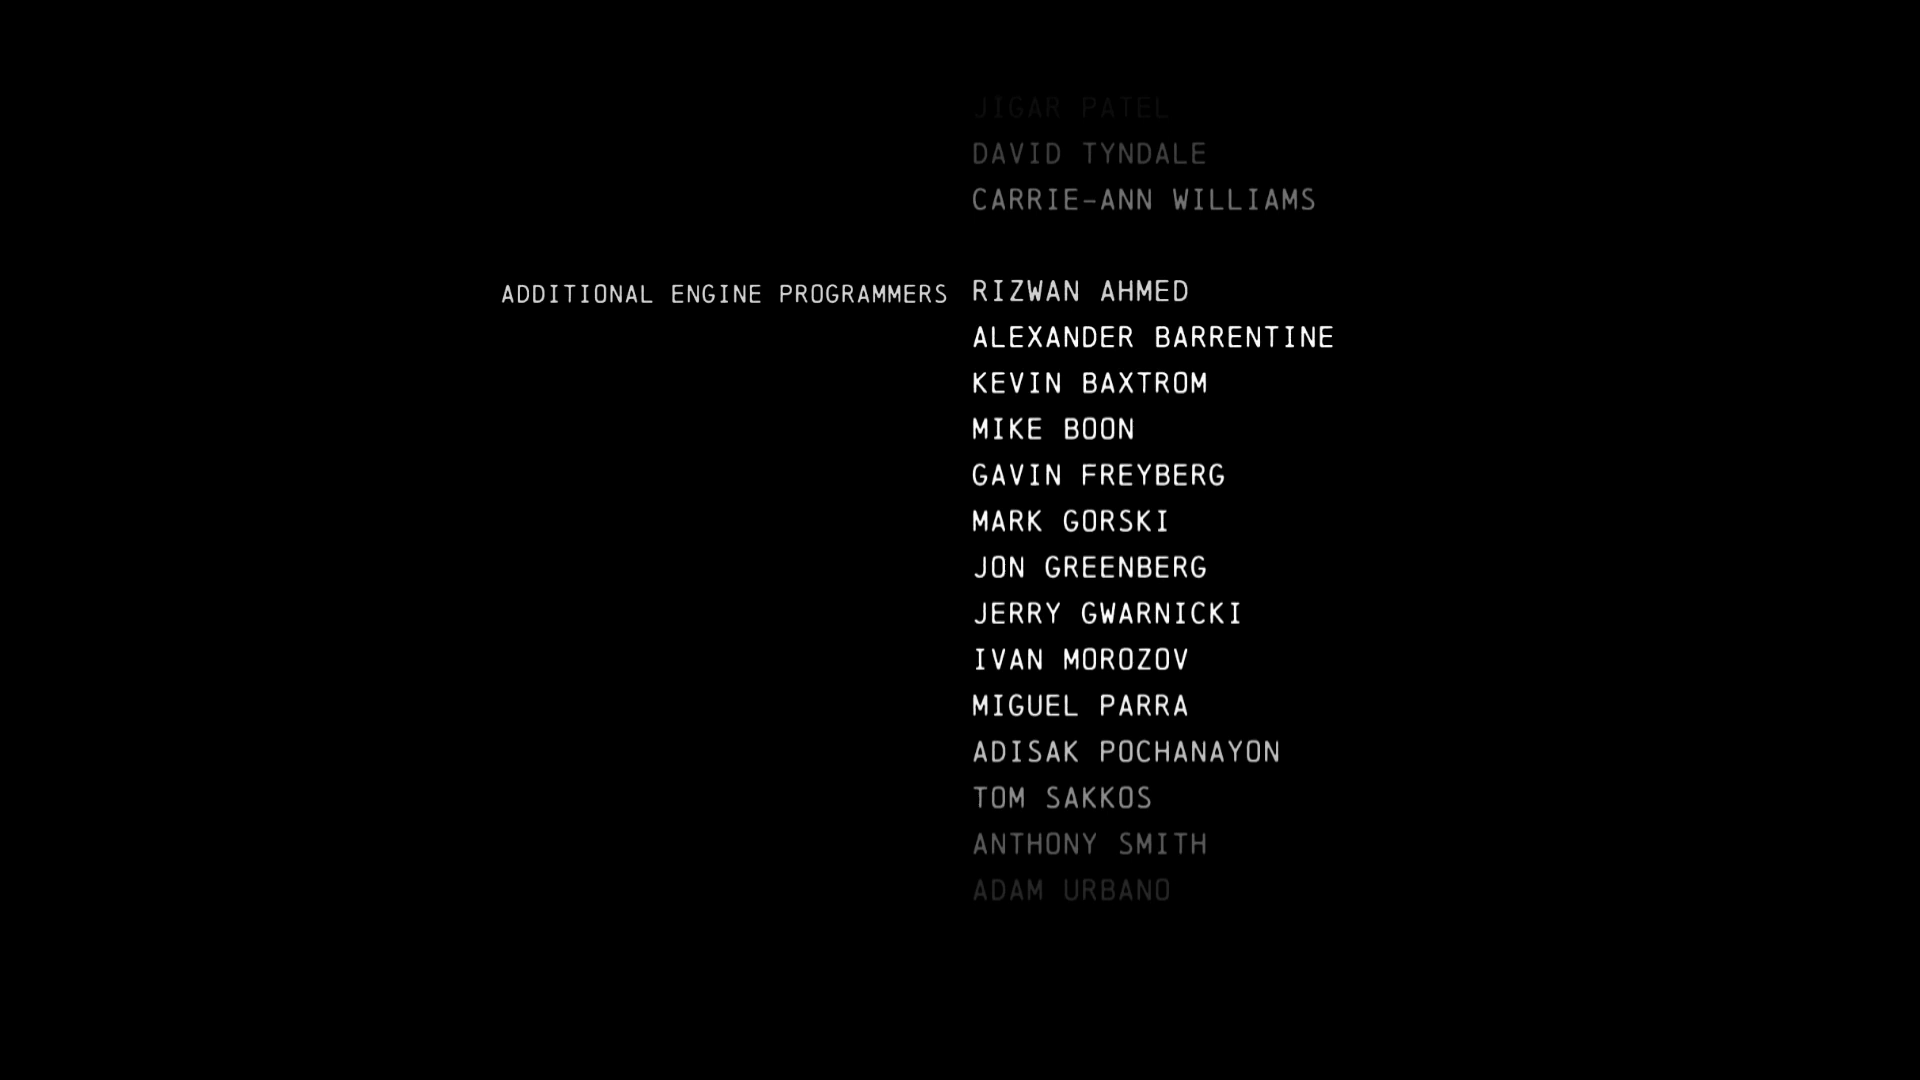 JIGAR PATEL
DAVID TYNDALE
CARRIE-ANN WILLIAMS
ADDITIONAL ENGINE PROGRAMMERS RIZWAN AHMED
ALEXANDER BARRENTINE
KEVIN BAXTROM
MIKE BOON
GAVIN FREYBERG
MARK GORSKI
JON GREENBERG
JERRY GWARNICKI
IVAN MOROZOV
MIGUEL PARRA
ADISAK POCHANAYON
TOM SAKKOS
ANTHONY SMITH
ADAM URBANO